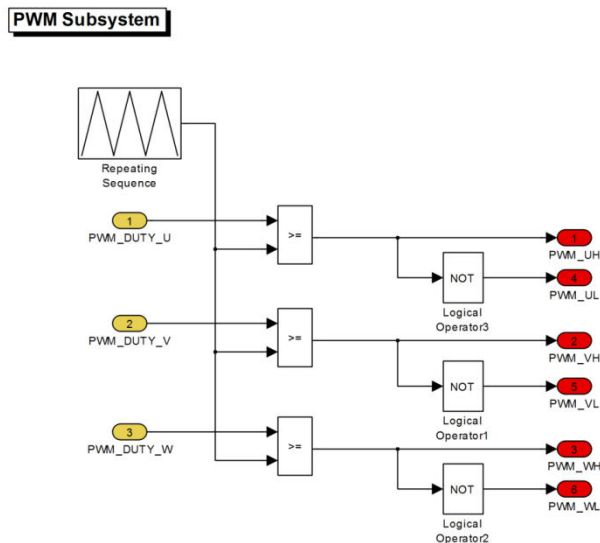 PWM Subsystem
Repeating
Sequence
1
PWM_DUTY_U
>=
1
PWM_UH
NOT
4
PWM_UL
Logical
Operator3
2
PWM_DUTY_V
>=
2
PWM_VH
NOT
5
PWM_VL
Logical
Operator1
3
PWM_DUTY_W
>=
3
PWM_WH
NOT
6
PWM_WL
Logical
Operator2